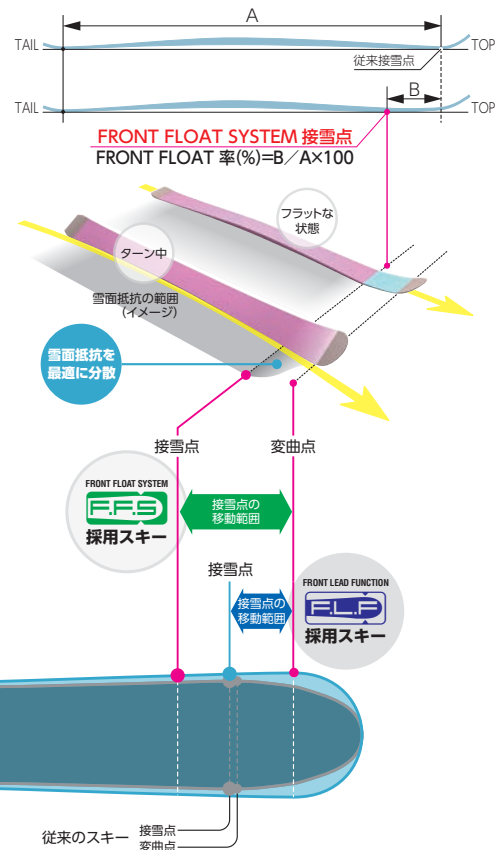 A
TAIL
TOP
従来接雪点
B
TAIL
TOP
FRONT FLOAT SYSTEM 接雪点
FRONT FLOAT 率(%)=B／A×100
フラットな
状態
ターン中
雪面抵抗の範囲
(イメージ)
雪面抵抗を
最適に分散
接雪点
変曲点
FRONT FLOAT SYSTEM
F.F.S
採用スキー
接雪点の
移動範囲
接雪点
接雪点の
移動範囲
FRONT LEAD FUNCTION
F.L.F
採用スキー
従来のスキー
接雪点
変曲点